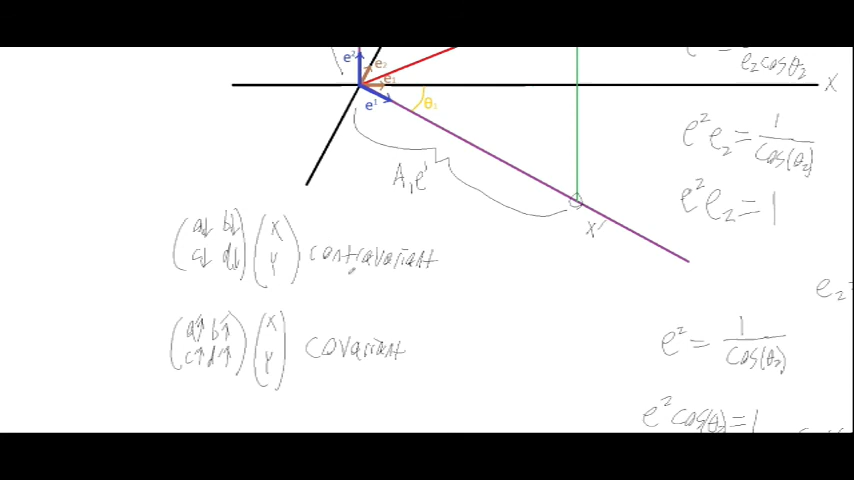 e²
e₂
e₁
e¹
θ₁
X
e₂cosθ₂
e²e₂ = 1/cos(θ₂)
e²e₂ = 1
A₁e¹
X'
(a↓ b↓ c↓ d↓)(X Y) contravariant
e₂
(a↑ b↑ c↑ d↑)(X Y) covariant
e² = 1/cos(θ₂)
e²cos(θ₂) = 1